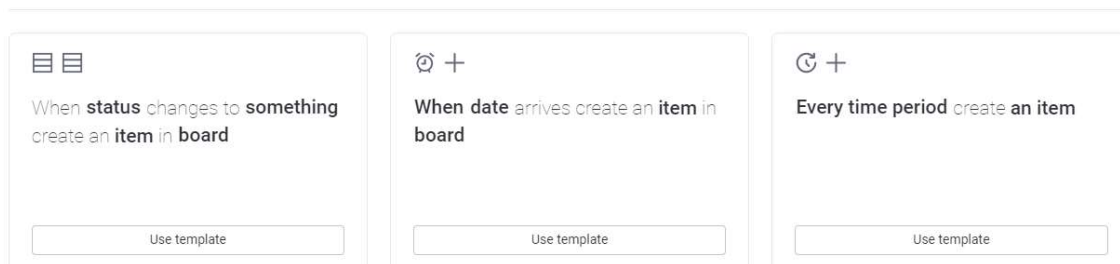 When status changes to something
create an item in board
Use template
When date arrives create an item in
board
Use template
Every time period create an item
Use template